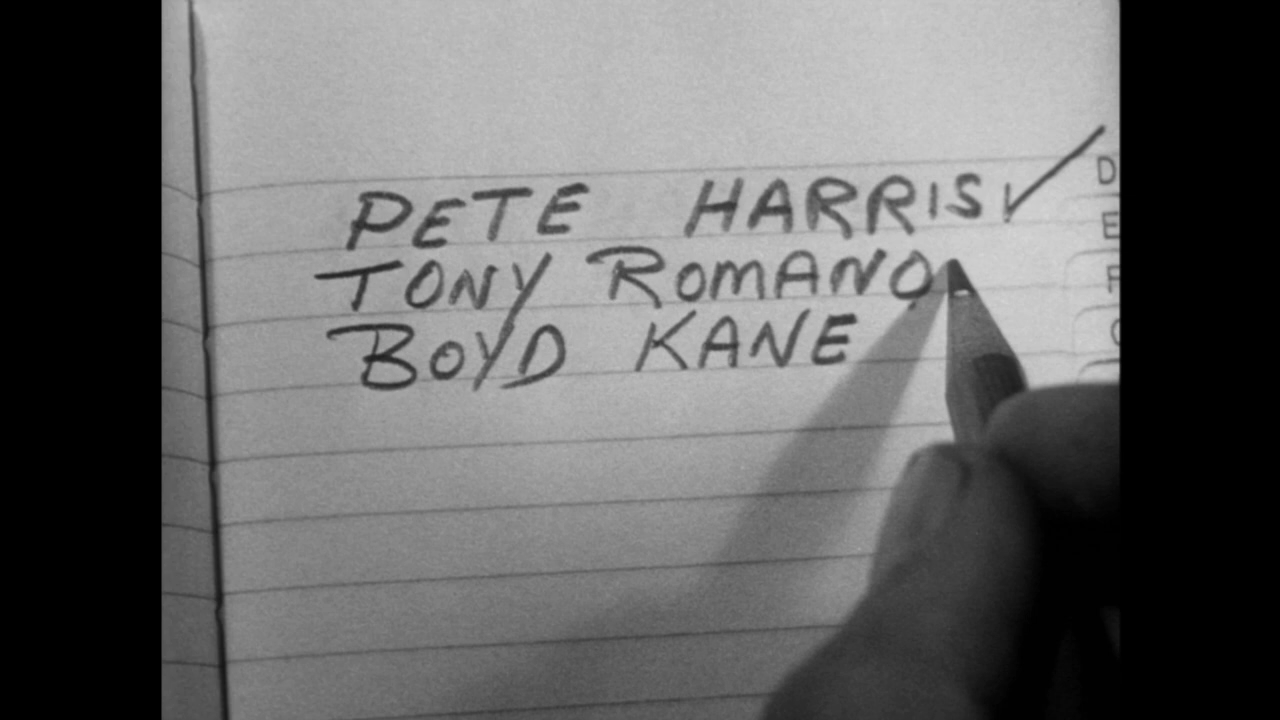 PETE HARRIS ✓
TONY ROMANO
BOYD KANE
D
E
F